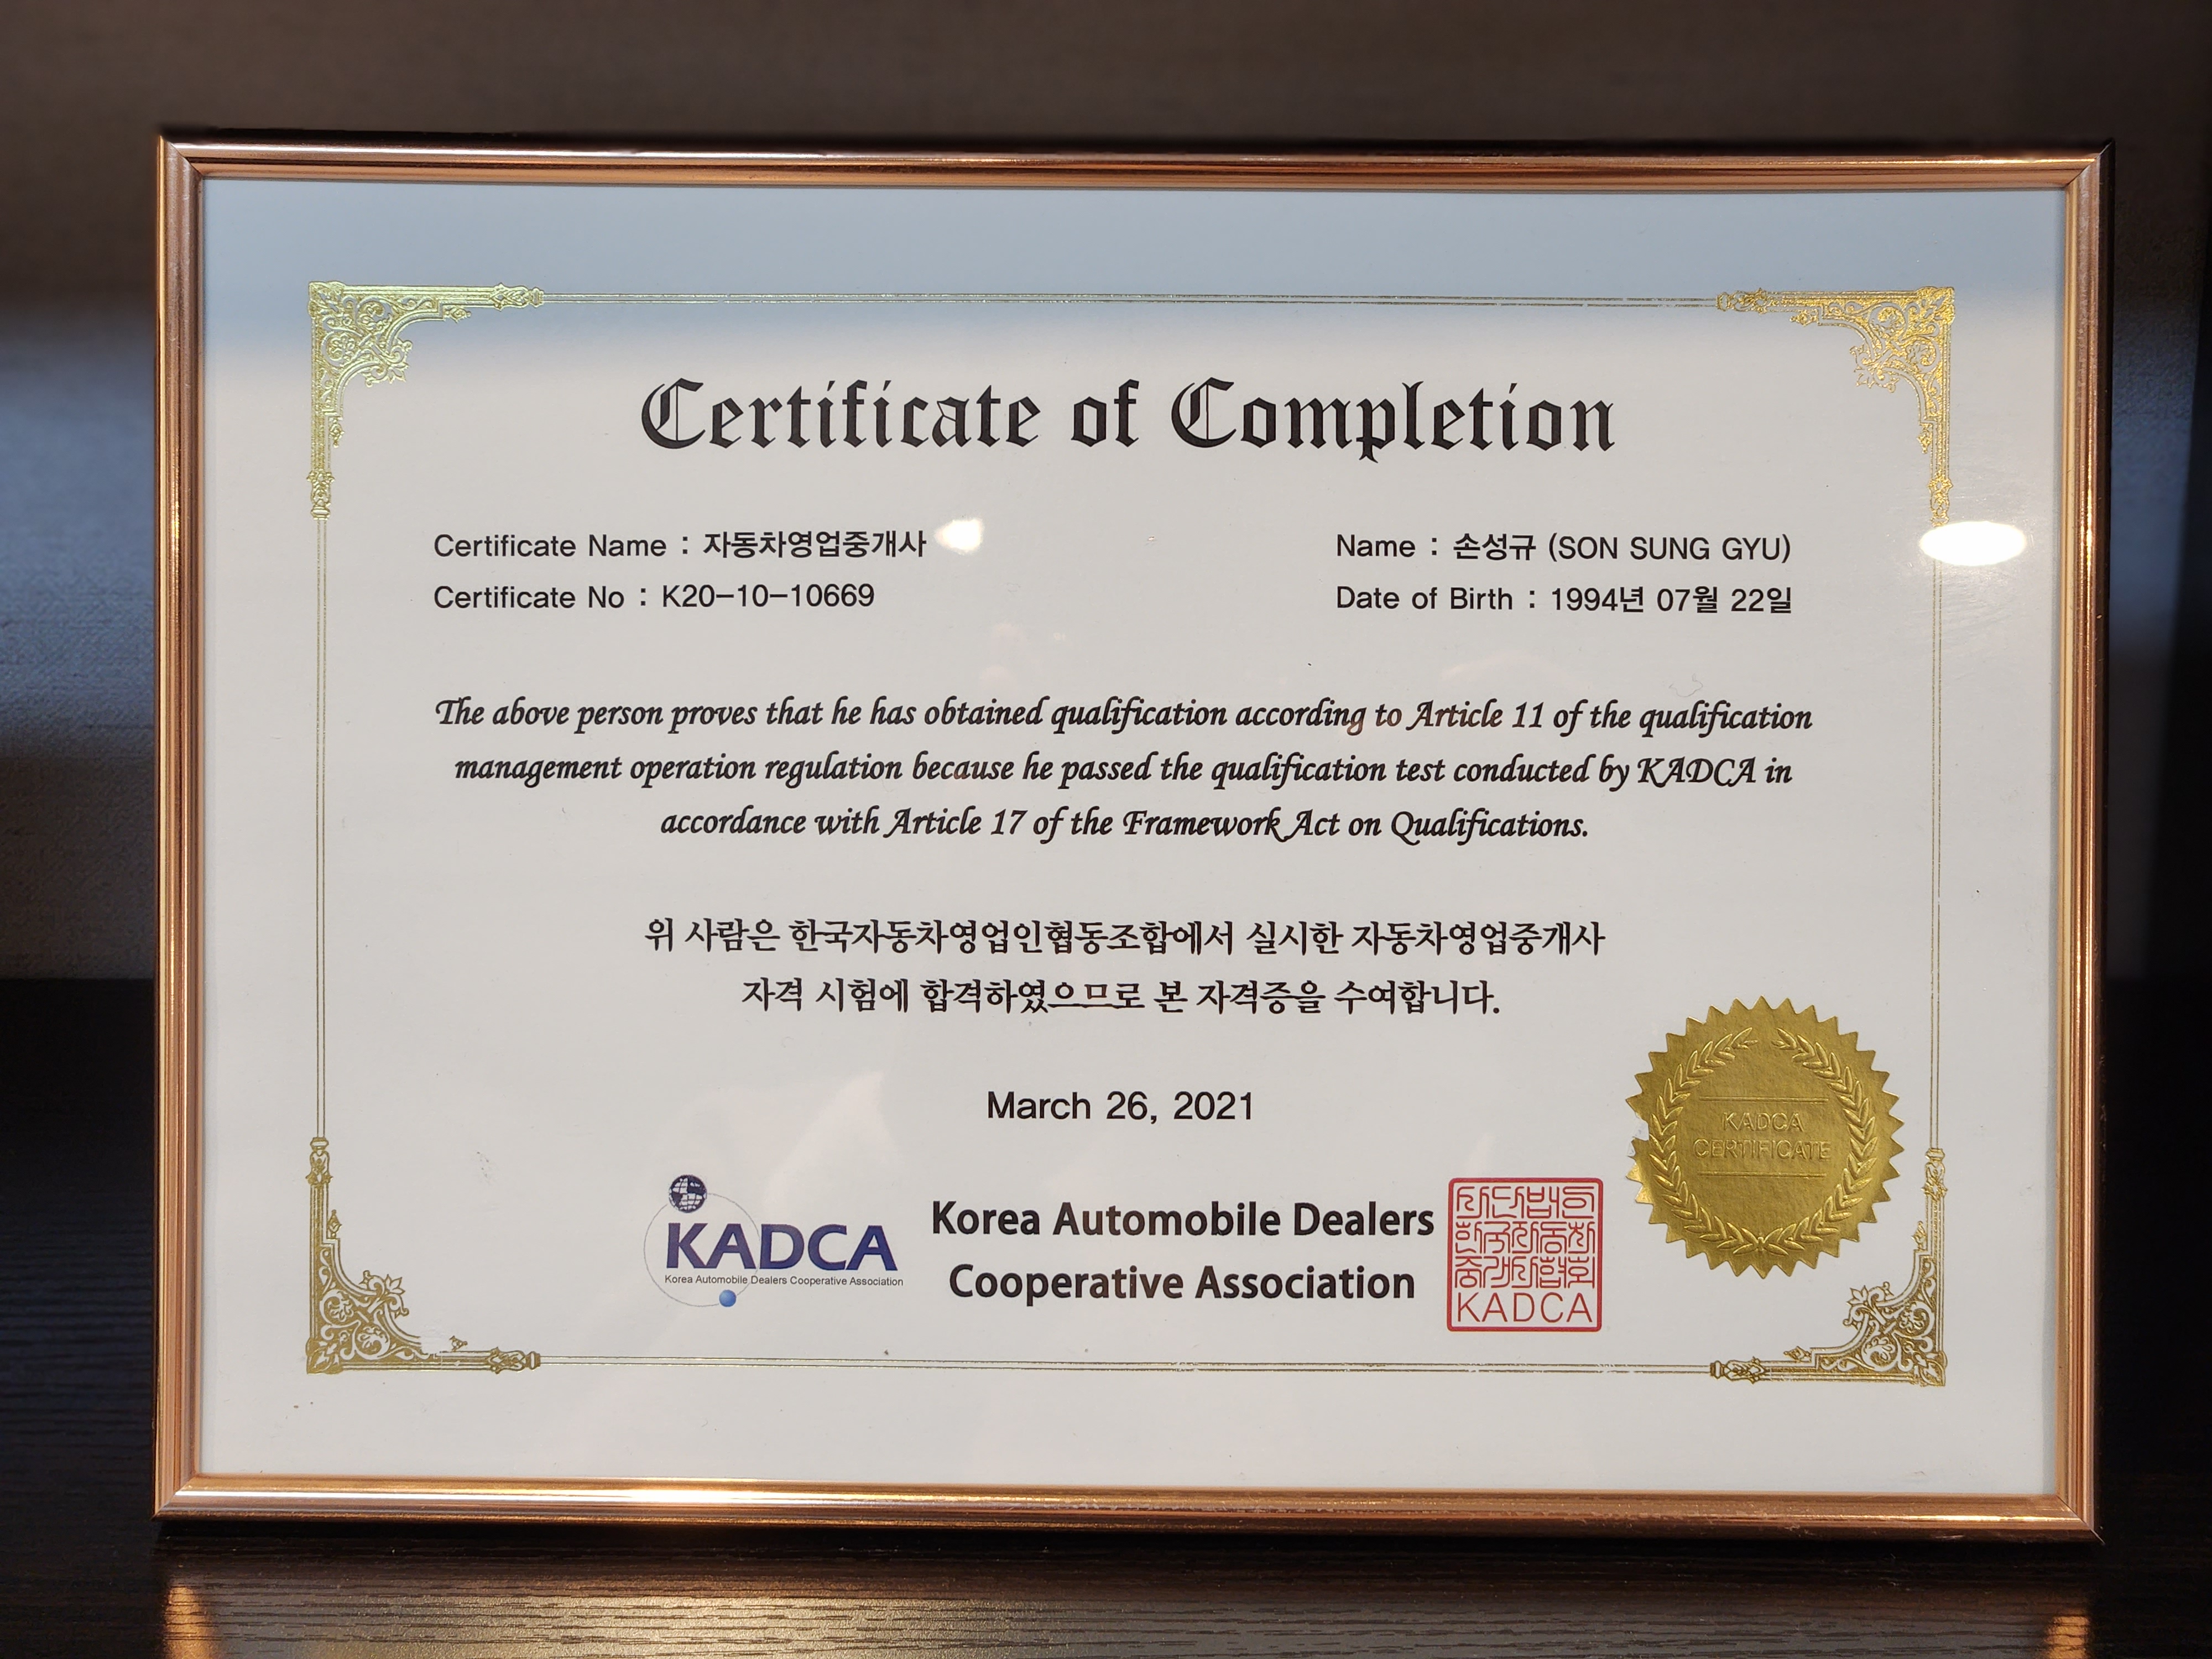 Certificate of Completion
Certificate Name : 자동차영업중개사
Certificate No : K20-10-10669
Name : 손성규 (SON SUNG GYU)
Date of Birth : 1994년 07월 22일
The above person proves that he has obtained qualification according to Article 11 of the qualification
management operation regulation because he passed the qualification test conducted by KADCA in
accordance with Article 17 of the Framework Act on Qualifications.
위 사람은 한국자동차영업인협동조합에서 실시한 자동차영업중개사
자격 시험에 합격하였으므로 본 자격증을 수여합니다.
March 26, 2021
KADCA
Korea Automobile Dealers Cooperative Association
Korea Automobile Dealers
Cooperative Association
KADCA
KADCA
CERTIFICATE